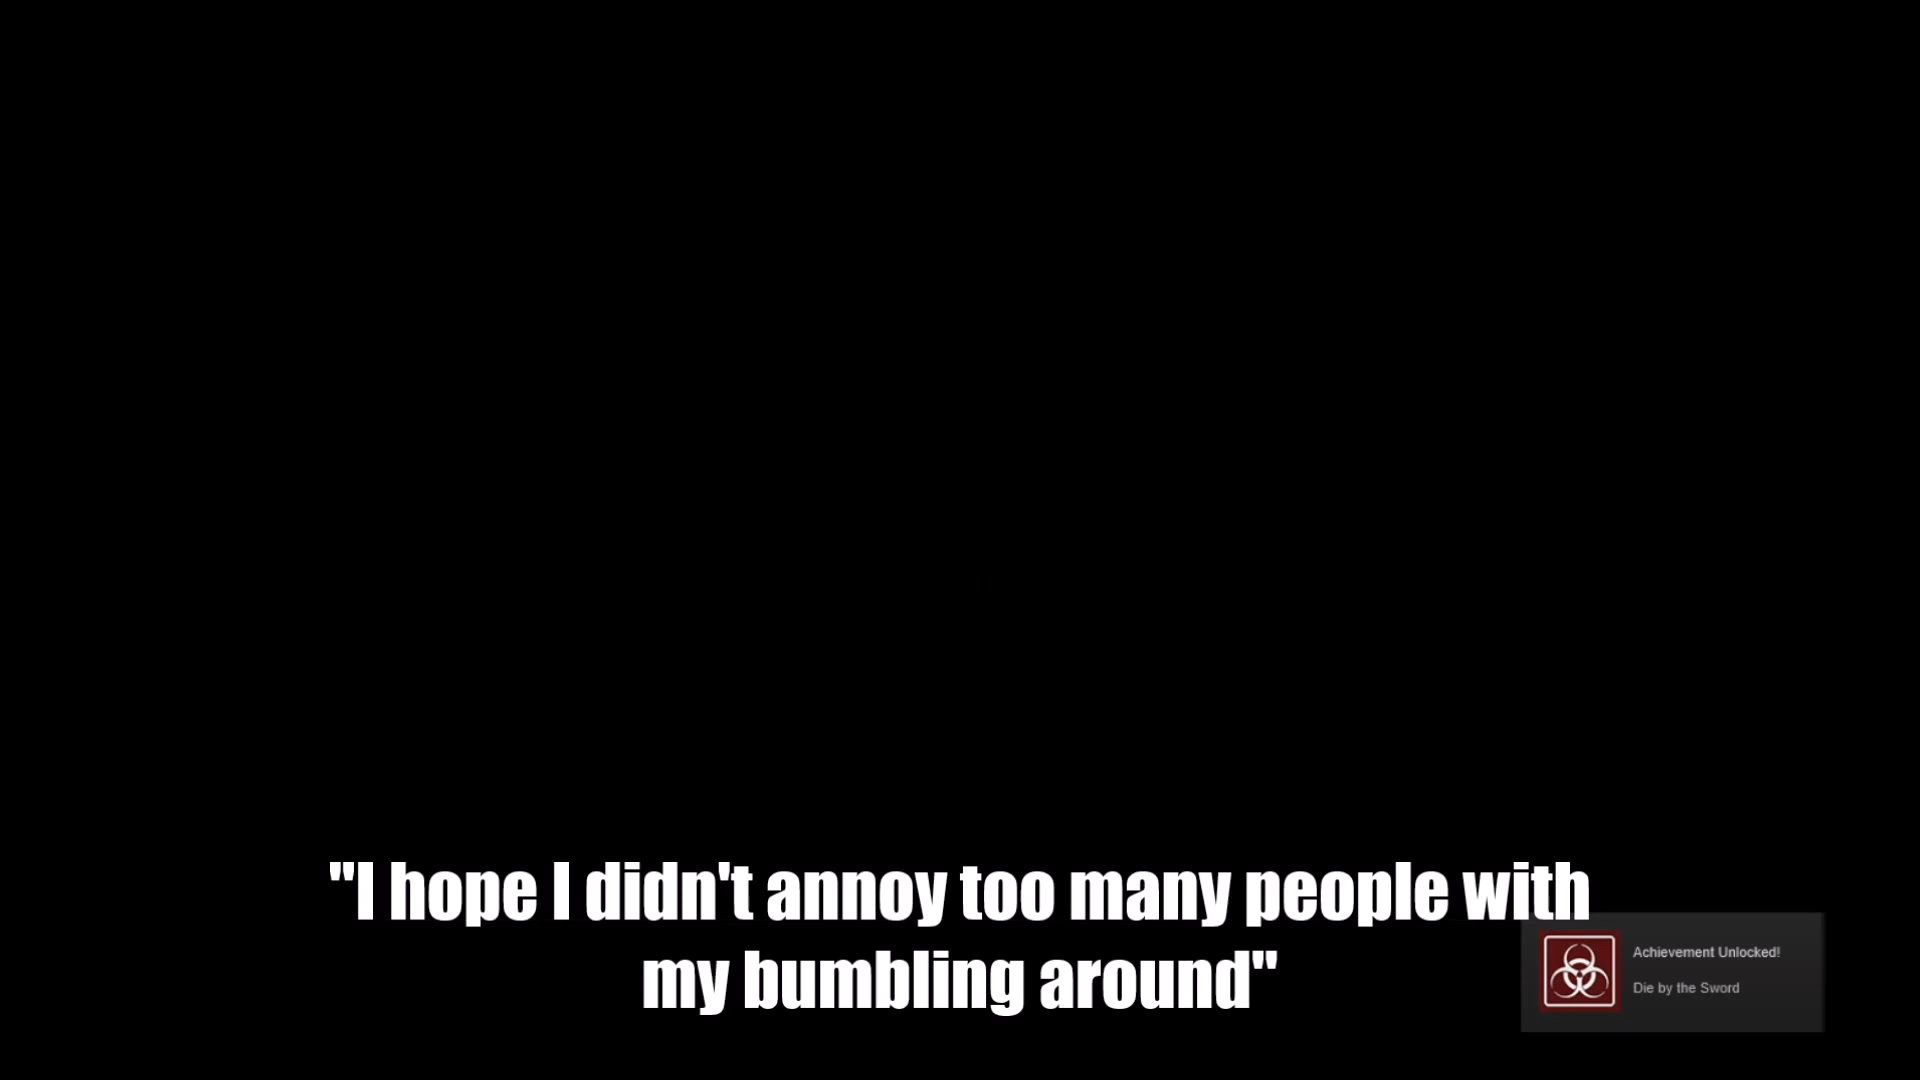 "I hope I didn't annoy too many people with
my bumbling around"
Achievement Unlocked!
Die by the Sword